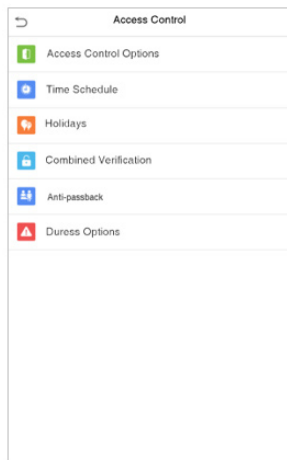 Access Control
Access Control Options
Time Schedule
Holidays
Combined Verification
Anti-passback
Duress Options